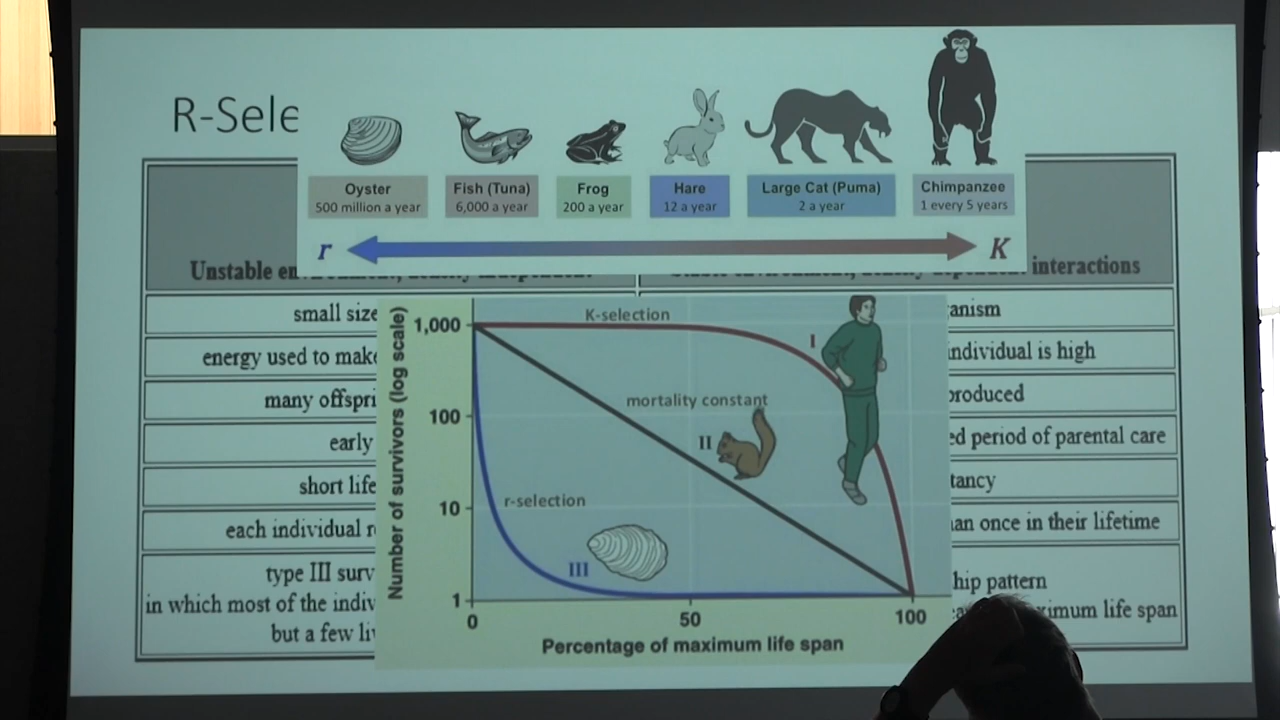 R-Sele
Oyster
500 million a year
Fish (Tuna)
6,000 a year
Frog
200 a year
Hare
12 a year
Large Cat (Puma)
2 a year
Chimpanzee
1 every 5 years
r
K
Unstable
interactions
small size
anism
energy used to make
individual is high
many offspri
produced
early
ed period of parental care
short life
tancy
each individual r
an once in their lifetime
type III surv
in which most of the indiv
but a few li
hip pattern
ximum life span
Number of survivors (log scale)
1,000
100
10
1
K-selection
I
mortality constant
II
r-selection
III
0
50
100
Percentage of maximum life span